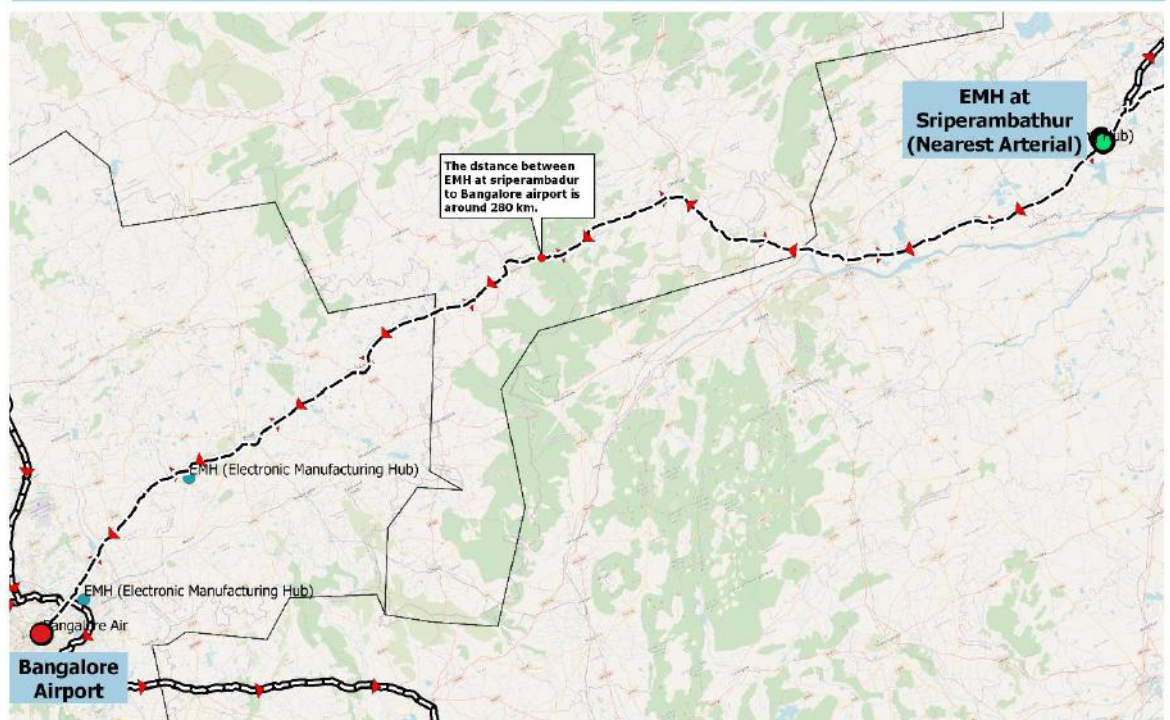 EMH at
Sriperambathur
(Nearest Arterial)
Hub)
The dstance between
EMH at sriperambadur
to Bangalore airport is
around 280 km.
EMH (Electronic Manufacturing Hub)
EMH (Electronic Manufacturing Hub)
Bangalore Air
Bangalore
Airport